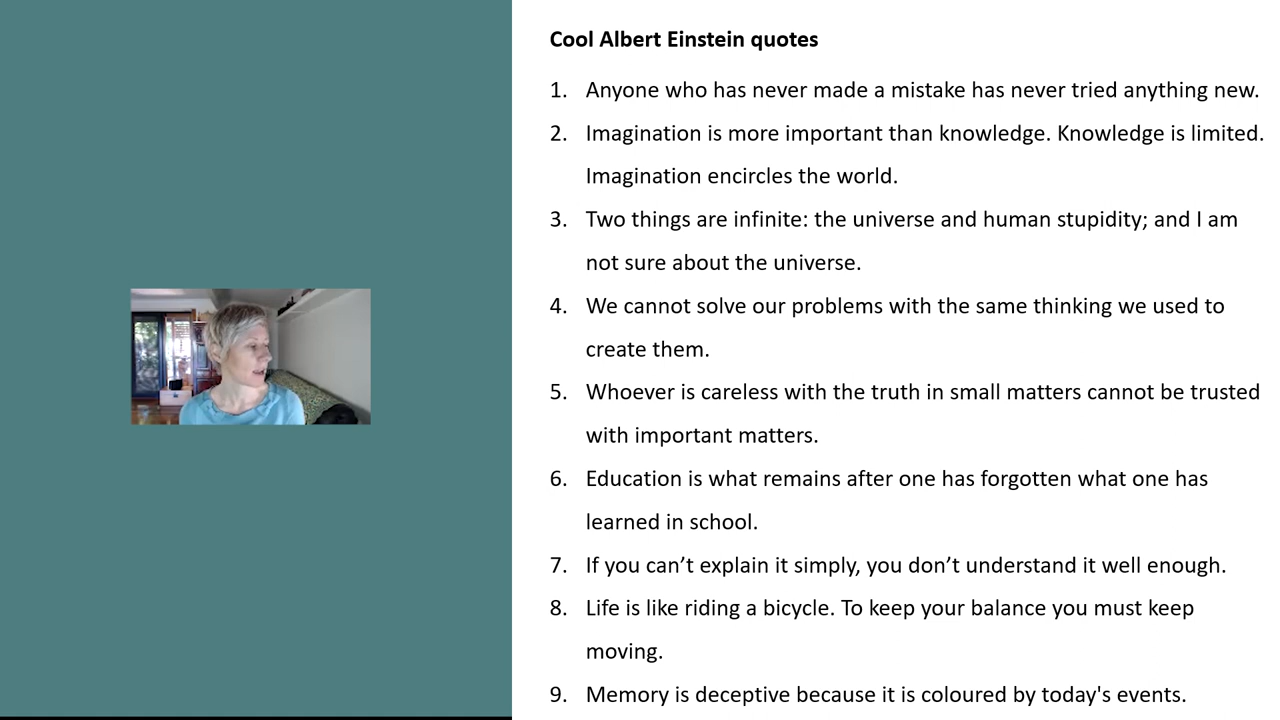 Cool Albert Einstein quotes
1. Anyone who has never made a mistake has never tried anything new.
2. Imagination is more important than knowledge. Knowledge is limited.
Imagination encircles the world.
3. Two things are infinite: the universe and human stupidity; and I am
not sure about the universe.
4. We cannot solve our problems with the same thinking we used to
create them.
5. Whoever is careless with the truth in small matters cannot be trusted
with important matters.
6. Education is what remains after one has forgotten what one has
learned in school.
7. If you can’t explain it simply, you don’t understand it well enough.
8. Life is like riding a bicycle. To keep your balance you must keep
moving.
9. Memory is deceptive because it is coloured by today's events.